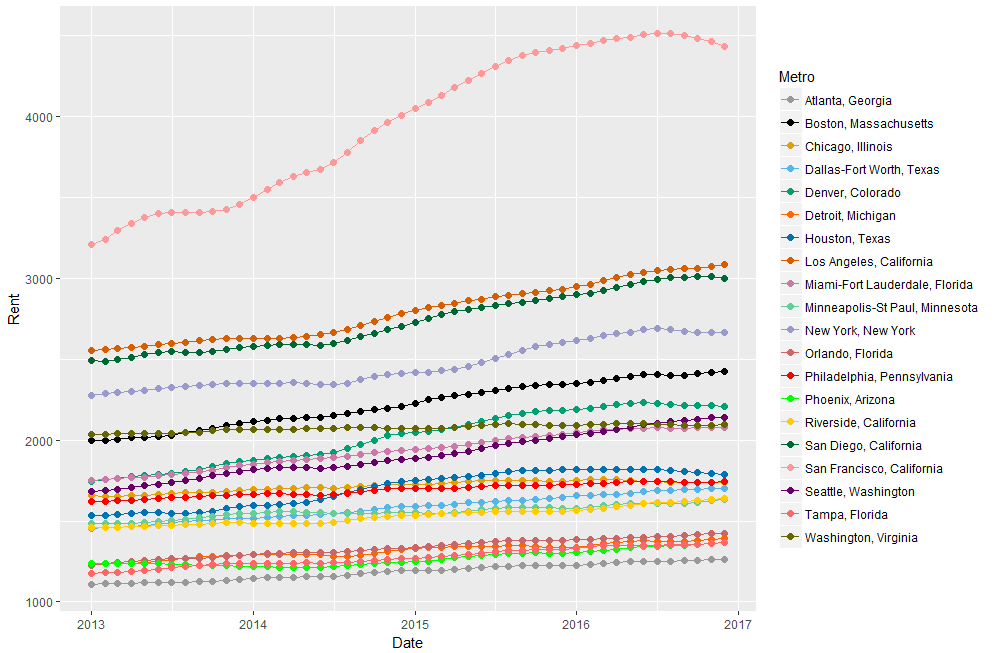 4000
3000
2000
1000
Rent
2013
2014
2015
2016
2017
Date
Metro
Atlanta, Georgia
Boston, Massachusetts
Chicago, Illinois
Dallas-Fort Worth, Texas
Denver, Colorado
Detroit, Michigan
Houston, Texas
Los Angeles, California
Miami-Fort Lauderdale, Florida
Minneapolis-St Paul, Minnesota
New York, New York
Orlando, Florida
Philadelphia, Pennsylvania
Phoenix, Arizona
Riverside, California
San Diego, California
San Francisco, California
Seattle, Washington
Tampa, Florida
Washington, Virginia